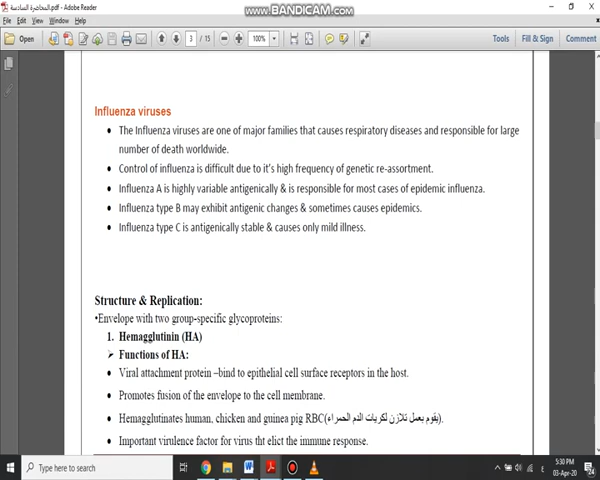 www.BANDICAM.com
المحاضرة السادسة.pdf - Adobe Reader
File Edit View Window Help
Open 3 / 15 100% Tools Fill & Sign Comment
Influenza viruses
• The Influenza viruses are one of major families that causes respiratory diseases and responsible for large
number of death worldwide.
• Control of influenza is difficult due to it's high frequency of genetic re-assortment.
• Influenza A is highly variable antigenically & is responsible for most cases of epidemic influenza.
• Influenza type B may exhibit antigenic changes & sometimes causes epidemics.
• Influenza type C is antigenically stable & causes only mild illness.
Structure & Replication:
•Envelope with two group-specific glycoproteins:
1. Hemagglutinin (HA)
➢ Functions of HA:
• Viral attachment protein –bind to epithelial cell surface receptors in the host.
• Promotes fusion of the envelope to the cell membrane.
• Hemagglutinates human, chicken and guinea pig RBC(يقوم بعمل تلازن لكريات الدم الحمراء).
• Important virulence factor for virus tht elict the immune response.
Type here to search
5:30 PM
03-Apr-20
24